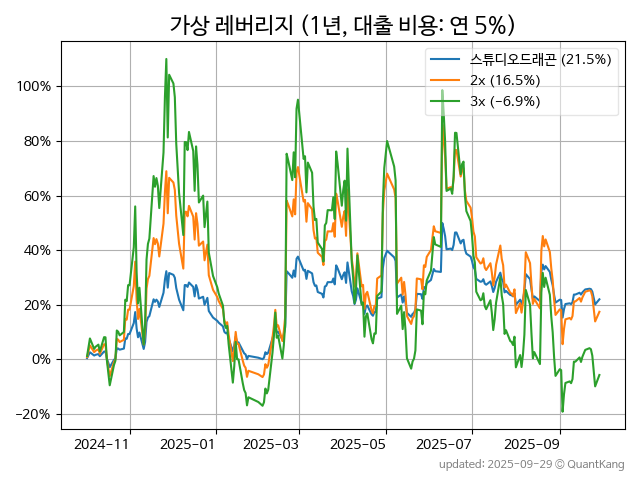 가상 레버리지 (1년, 대출 비용: 연 5%)
스튜디오드래곤 (21.5%)
2x (16.5%)
3x (−6.9%)
100%
80%
60%
40%
20%
0%
−20%
2024-11
2025-01
2025-03
2025-05
2025-07
2025-09
updated: 2025-09-29 © QuantKang